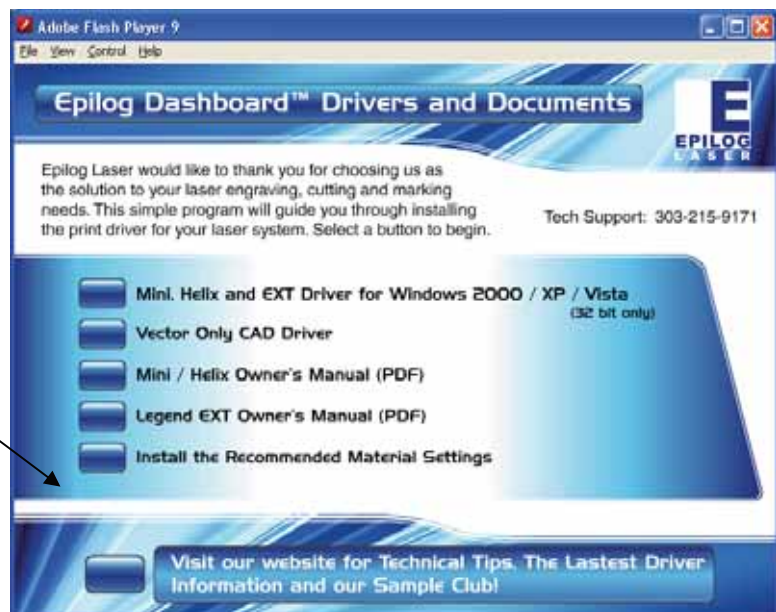 Adobe Flash Player 9
File View Control Help
Epilog Dashboard™ Drivers and Documents
E
EPILOG
LASER
Epilog Laser would like to thank you for choosing us as
the solution to your laser engraving, cutting and marking
needs. This simple program will guide you through installing
the print driver for your laser system. Select a button to begin.
Tech Support: 303-215-9171
Mini, Helix and EXT Driver for Windows 2000 / XP / Vista
(32 bit only)
Vector Only CAD Driver
Mini / Helix Owner's Manual (PDF)
Legend EXT Owner's Manual (PDF)
Install the Recommended Material Settings
Visit our website for Technical Tips, The Lastest Driver
Information and our Sample Club!